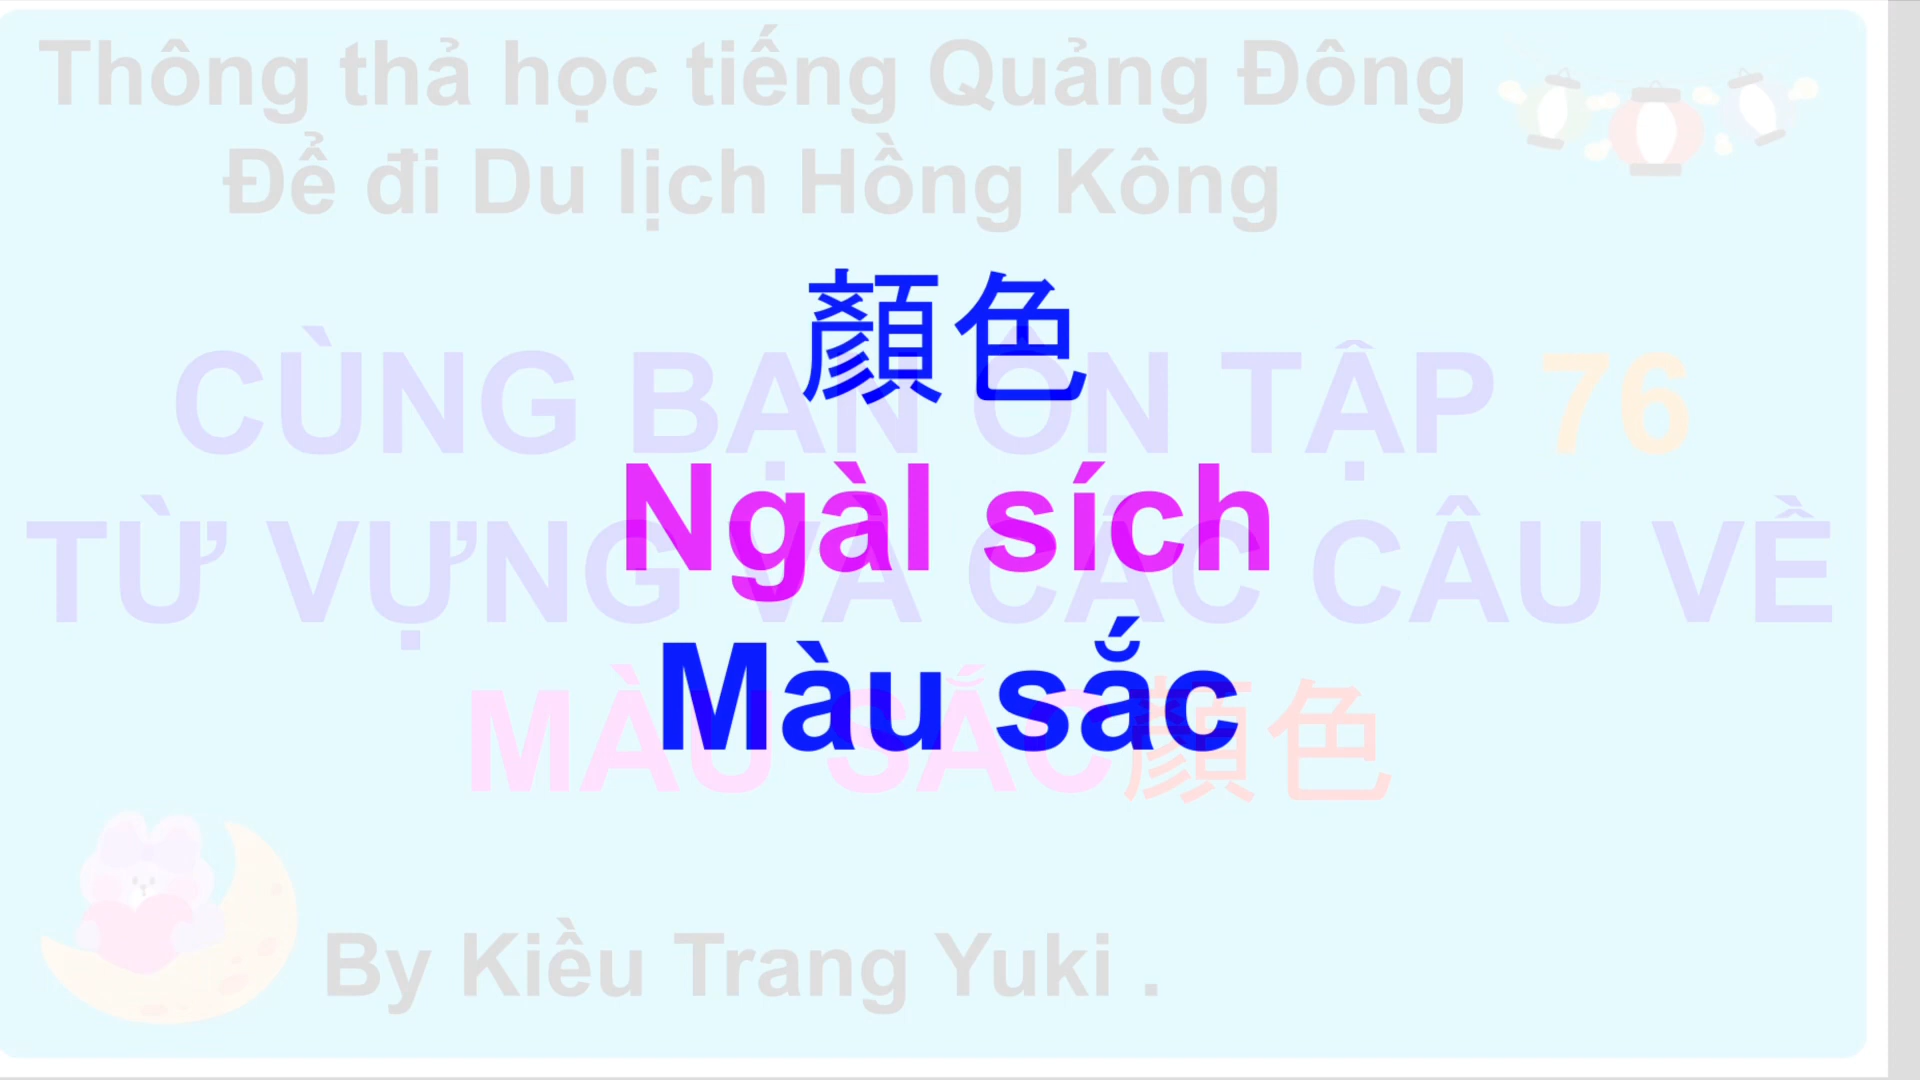 Thông thả học tiếng Quảng Đông
Để đi Du lịch Hồng Kông
顏色
CÙNG BẠN ÔN TẬP 76
Ngàl sích
TỪ VỰNG VÀ CÁC CÂU VỀ
Màu sắc
MÀU SẮC顏色
By Kiều Trang Yuki .